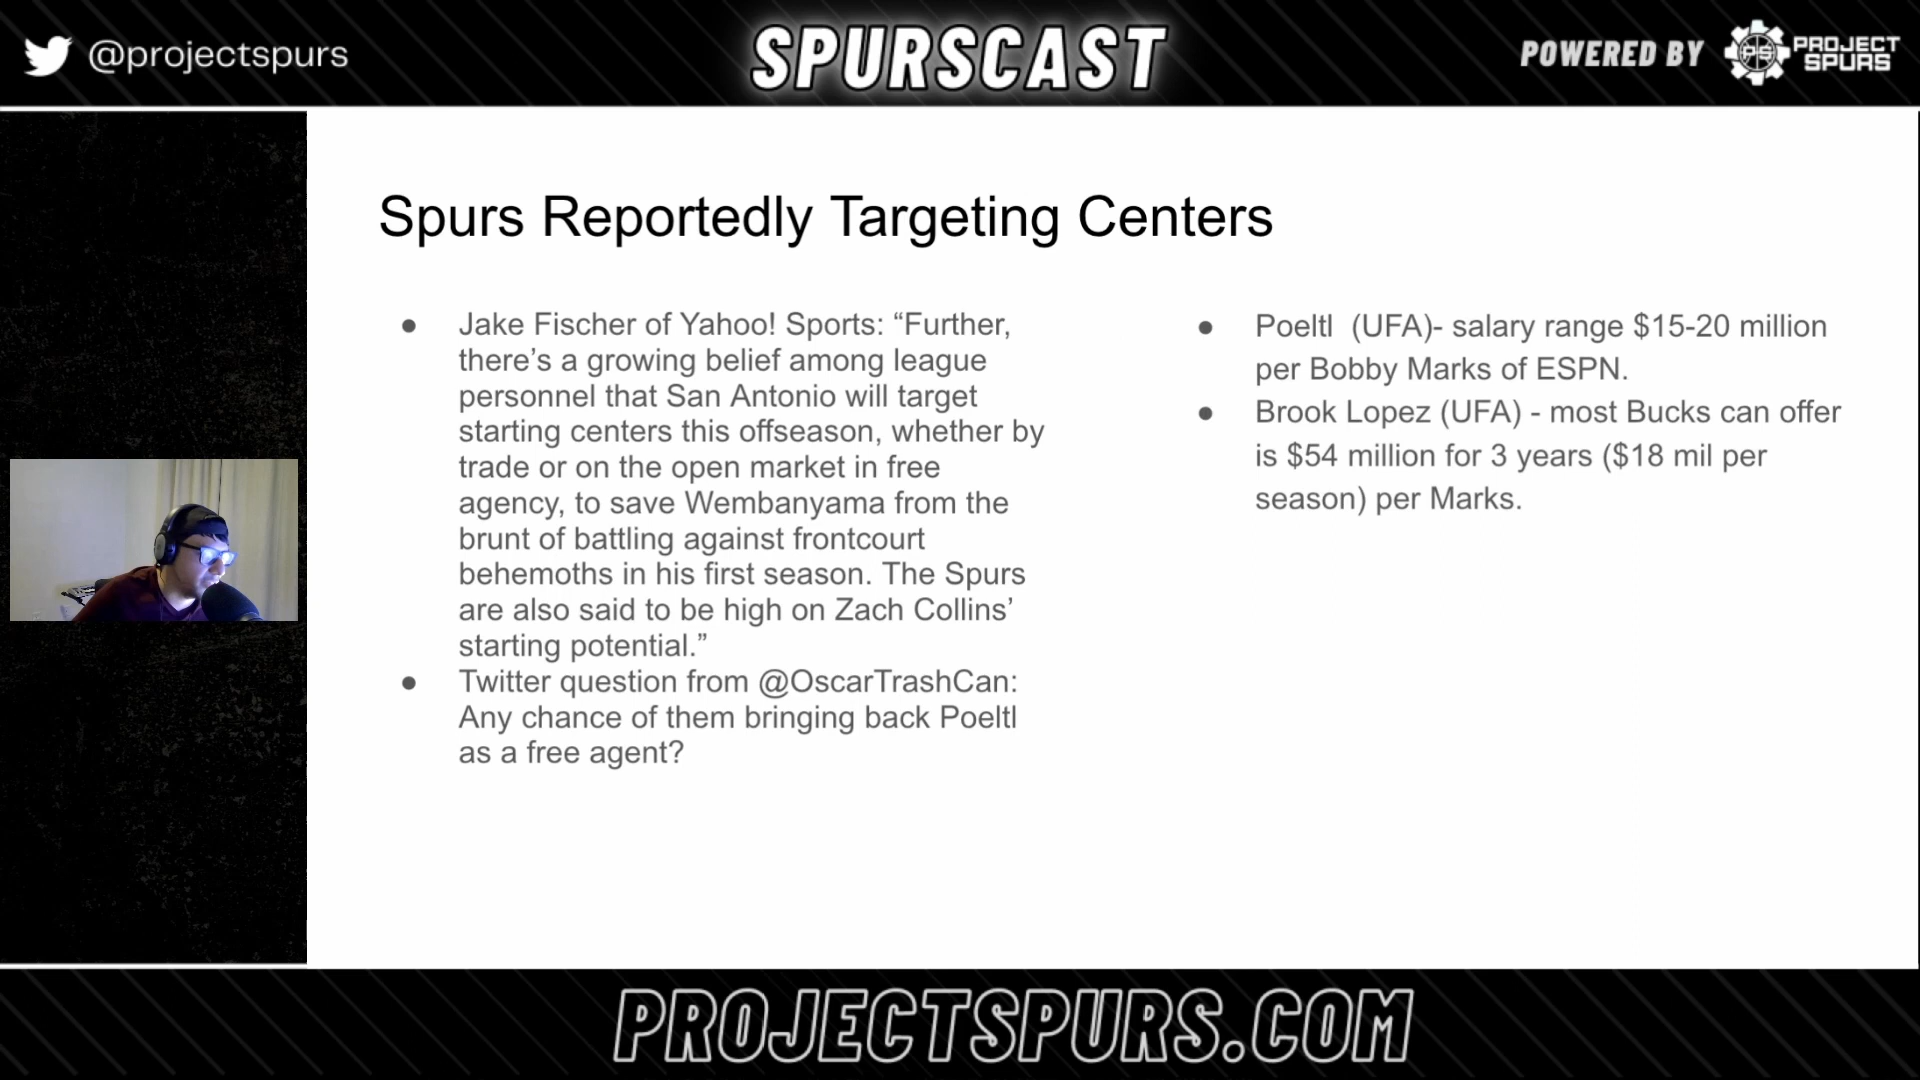 @projectspurs
SPURSCAST
POWERED BY
PS
PROJECT
SPURS
Spurs Reportedly Targeting Centers
● Jake Fischer of Yahoo! Sports: “Further,
there’s a growing belief among league
personnel that San Antonio will target
starting centers this offseason, whether by
trade or on the open market in free
agency, to save Wembanyama from the
brunt of battling against frontcourt
behemoths in his first season. The Spurs
are also said to be high on Zach Collins’
starting potential.”
● Twitter question from @OscarTrashCan:
Any chance of them bringing back Poeltl
as a free agent?
● Poeltl  (UFA)- salary range $15-20 million
per Bobby Marks of ESPN.
● Brook Lopez (UFA) - most Bucks can offer
is $54 million for 3 years ($18 mil per
season) per Marks.
PROJECTSPURS.COM